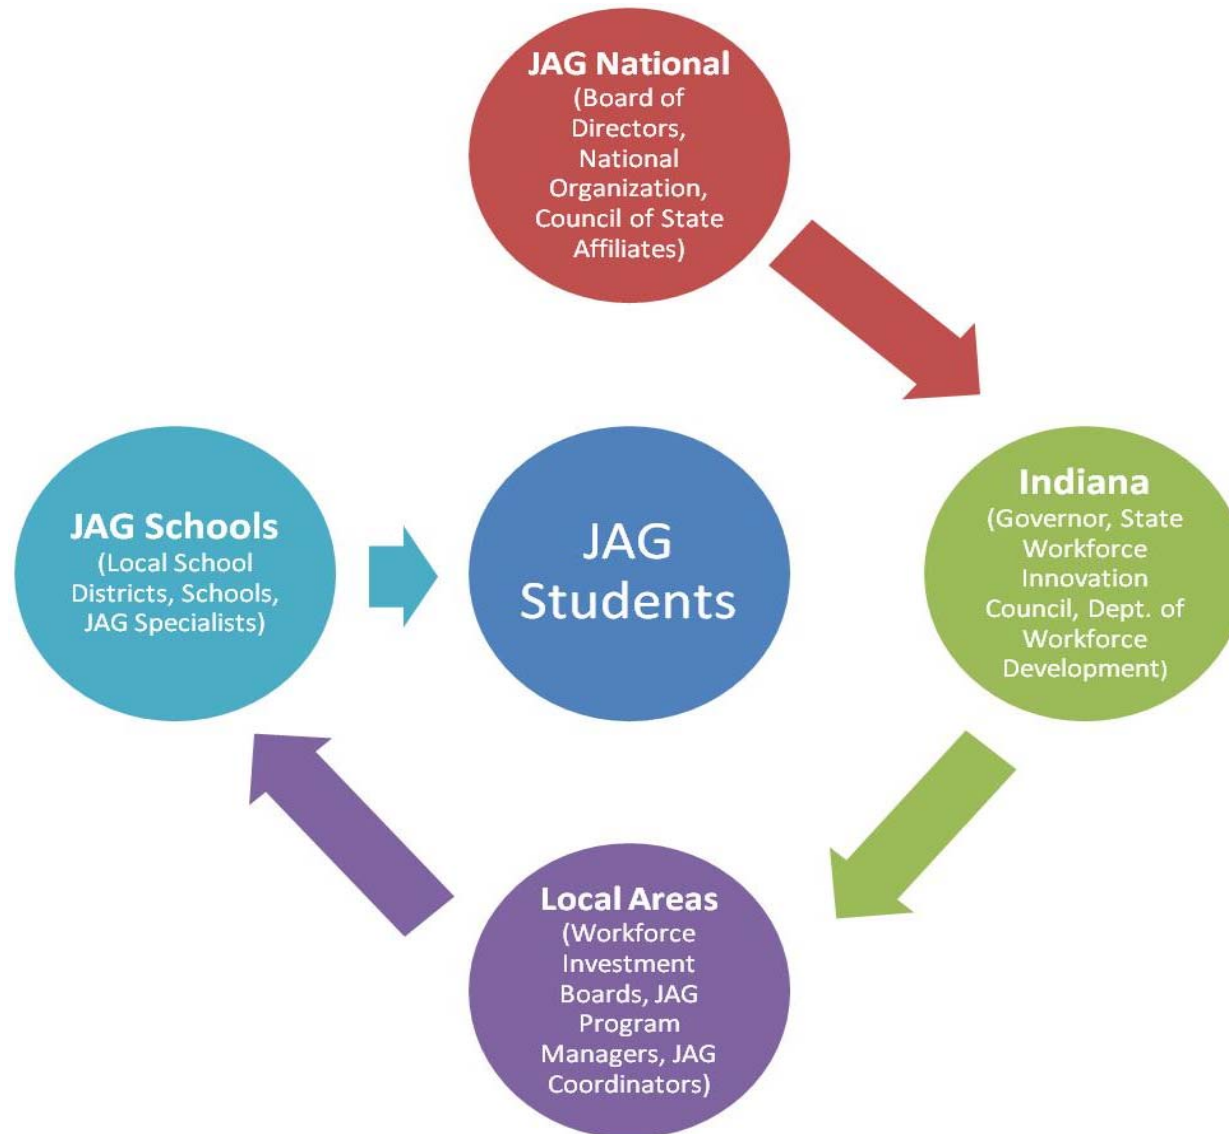 JAG National
(Board of
Directors,
National
Organization,
Council of State
Affiliates)
JAG Schools
(Local School
Districts, Schools,
JAG Specialists)
JAG
Students
Indiana
(Governor, State
Workforce
Innovation
Council, Dept. of
Workforce
Development)
Local Areas
(Workforce
Investment
Boards, JAG
Program
Managers, JAG
Coordinators)